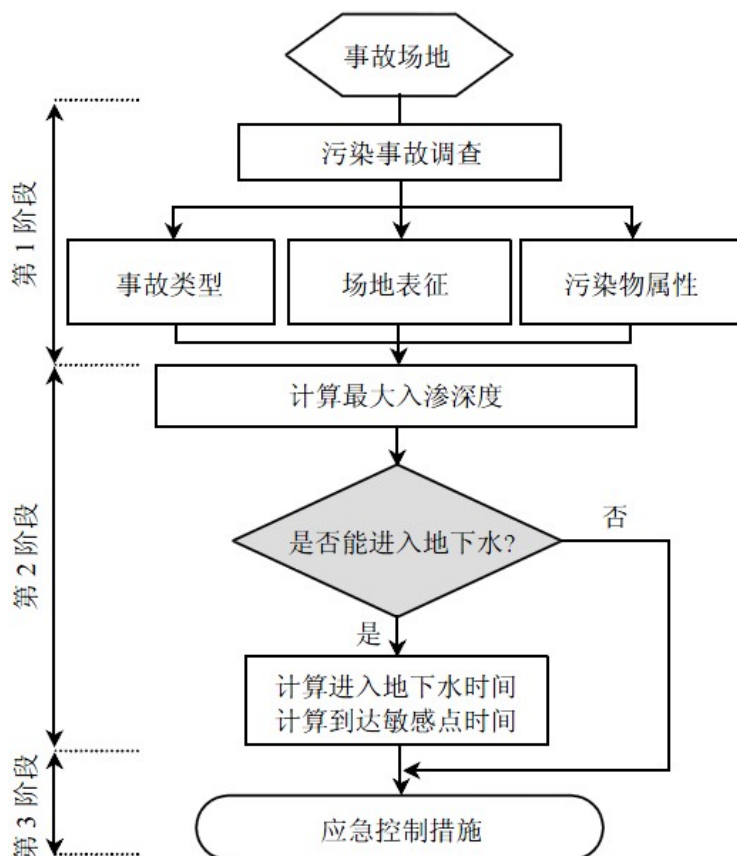 事故场地
第1阶段
污染事故调查
事故类型
场地表征
污染物属性
第2阶段
计算最大入渗深度
是否能进入地下水?
否
是
计算进入地下水时间
计算到达敏感点时间
第3阶段
应急控制措施